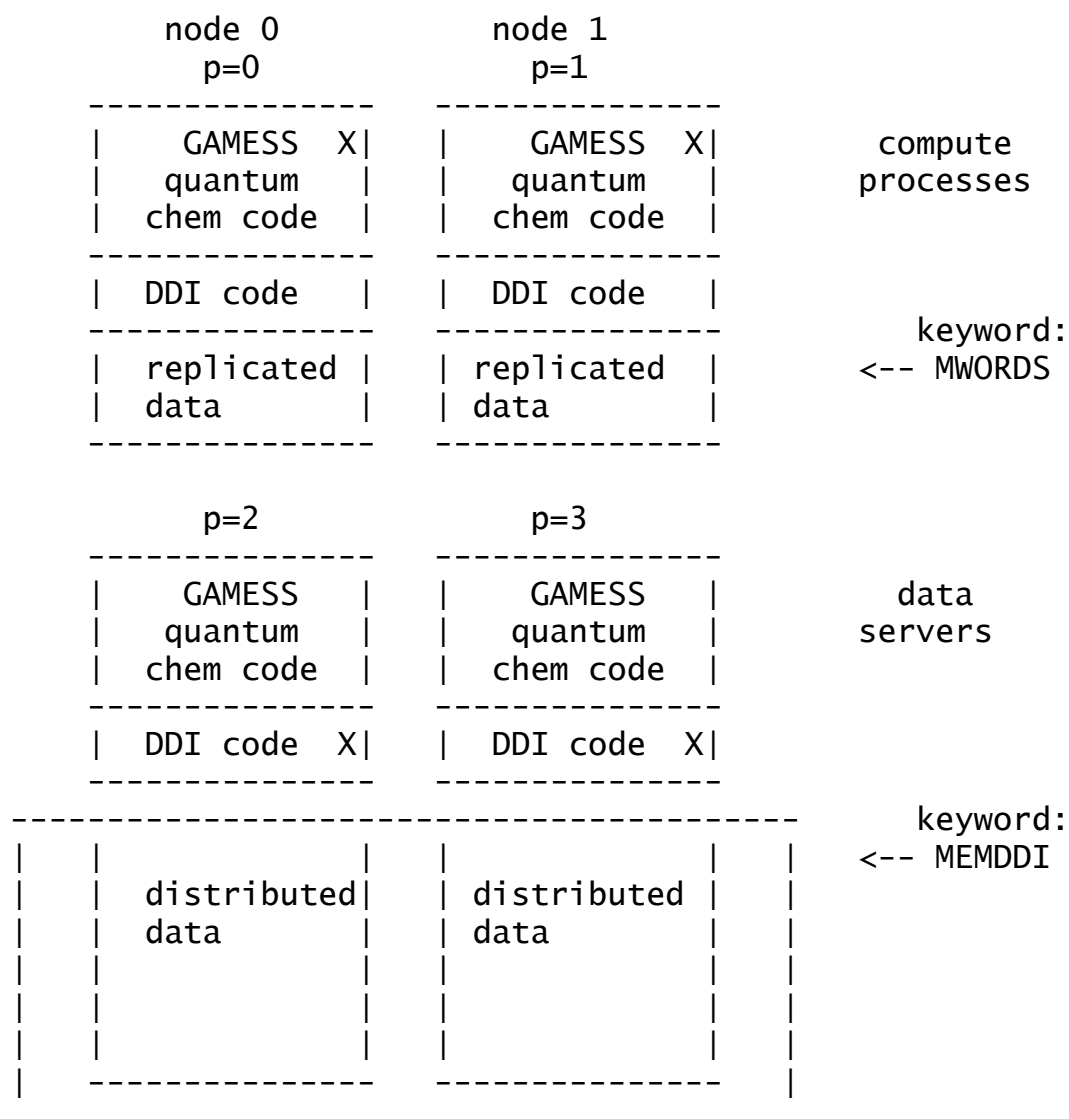 node 0           node 1
p=0              p=1
---------------   ---------------
|    GAMESS  X|   |    GAMESS  X|        compute
|   quantum   |   |   quantum   |       processes
|  chem code  |   |  chem code  |
---------------   ---------------
|  DDI code   |   |  DDI code   |
---------------   ---------------          keyword:
|  replicated |   | replicated  |       <-- MWORDS
|  data       |   | data        |
---------------   ---------------
p=2              p=3
---------------   ---------------
|    GAMESS   |   |    GAMESS   |         data
|   quantum   |   |   quantum   |       servers
|  chem code  |   |  chem code  |
---------------   ---------------
|  DDI code  X|   |  DDI code  X|
---------------   ---------------
-----------------------------------------      keyword:
|   |             |   |             |   |   <-- MEMDDI
|   |  distributed|   | distributed |   |
|   |  data       |   | data        |   |
|   |             |   |             |   |
|   |             |   |             |   |
|   |             |   |             |   |
|   ---------------   ---------------   |